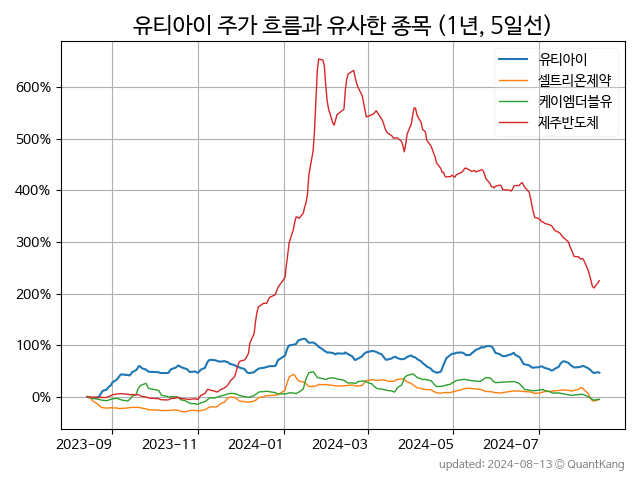 유티아이 주가 흐름과 유사한 종목 (1년, 5일선)
유티아이
셀트리온제약
케이엠더블유
제주반도체
600%
500%
400%
300%
200%
100%
0%
2023-09 2023-11 2024-01 2024-03 2024-05 2024-07
updated: 2024-08-13 © QuantKang